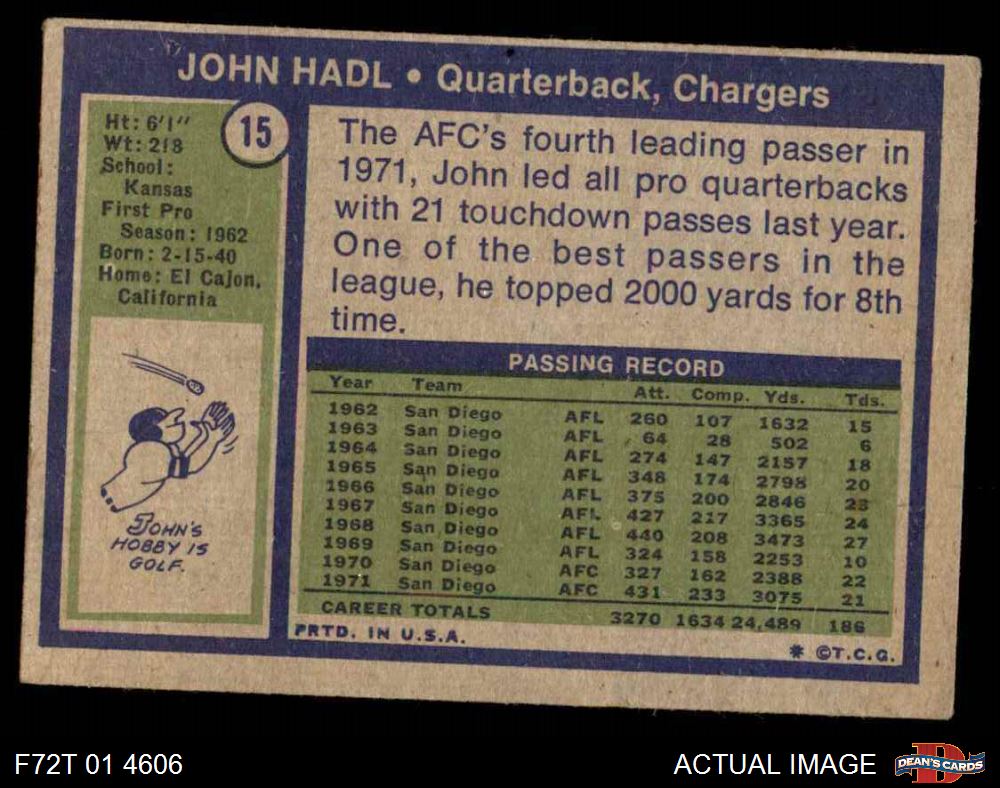 JOHN HADL • Quarterback, Chargers
15
Ht: 6'1"
Wt: 218
School:
Kansas
First Pro
Season: 1962
Born: 2-15-40
Home: El Cajon,
California
JOHN'S
HOBBY IS
GOLF.
The AFC's fourth leading passer in
1971, John led all pro quarterbacks
with 21 touchdown passes last year.
One of the best passers in the
league, he topped 2000 yards for 8th
time.
PASSING RECORD
Year Team Att. Comp. Yds. Tds.
1962 San Diego AFL 260 107 1632 15
1963 San Diego AFL 64 28 502 6
1964 San Diego AFL 274 147 2157 18
1965 San Diego AFL 348 174 2798 20
1966 San Diego AFL 375 200 2846 23
1967 San Diego AFL 427 217 3365 24
1968 San Diego AFL 440 208 3473 27
1969 San Diego AFL 324 158 2253 10
1970 San Diego AFC 327 162 2388 22
1971 San Diego AFC 431 233 3075 21
CAREER TOTALS 3270 1634 24,489 186
PRTD. IN U.S.A.
* ©T.C.G.
F72T 01 4606
ACTUAL IMAGE
D
DEAN'S CARDS